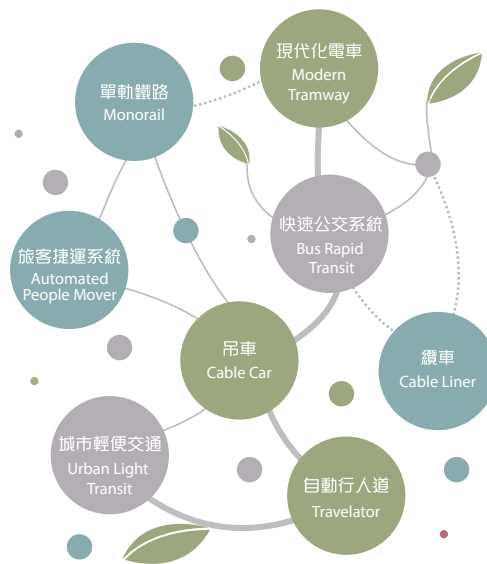 現代化電車
Modern
Tramway
單軌鐵路
Monorail
快速公交系統
Bus Rapid
Transit
旅客捷運系統
Automated
People Mover
吊車
Cable Car
纜車
Cable Liner
城市輕便交通
Urban Light
Transit
自動行人道
Travelator